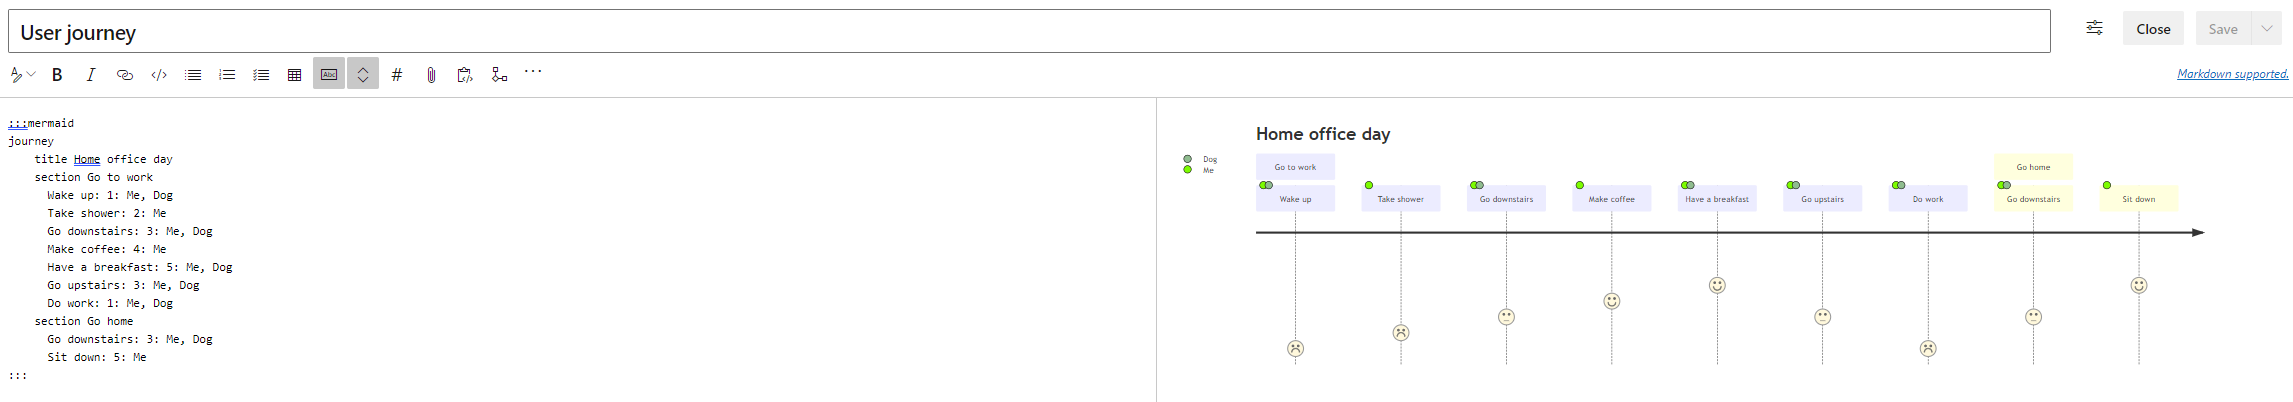 User journey
Close
Save
B I </> Abc # ...
Markdown supported.
:::mermaid
journey
title Home office day
section Go to work
Wake up: 1: Me, Dog
Take shower: 2: Me
Go downstairs: 3: Me, Dog
Make coffee: 4: Me
Have a breakfast: 5: Me, Dog
Go upstairs: 3: Me, Dog
Do work: 1: Me, Dog
section Go home
Go downstairs: 3: Me, Dog
Sit down: 5: Me
:::
Home office day
Dog
Me
Go to work
Go home
Wake up
Take shower
Go downstairs
Make coffee
Have a breakfast
Go upstairs
Do work
Go downstairs
Sit down